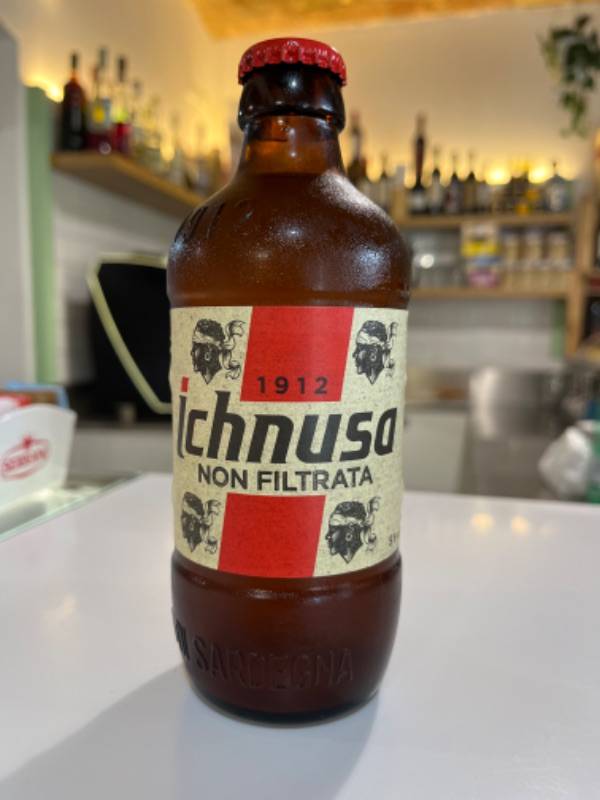 1912
ichnusa
NON FILTRATA
SARDEGNA